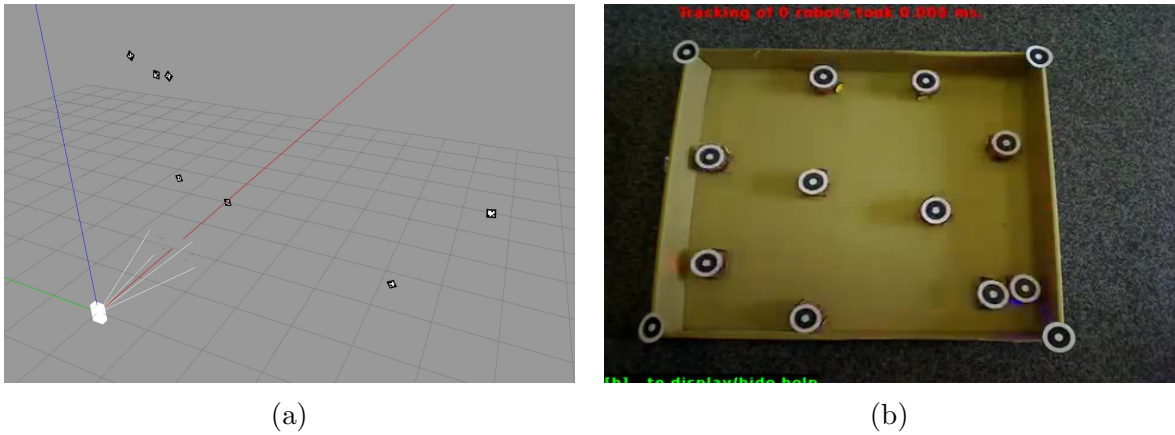 Tracking of 0 robots took 0.000 ms.
[h] - to display/hide help
(a)
(b)